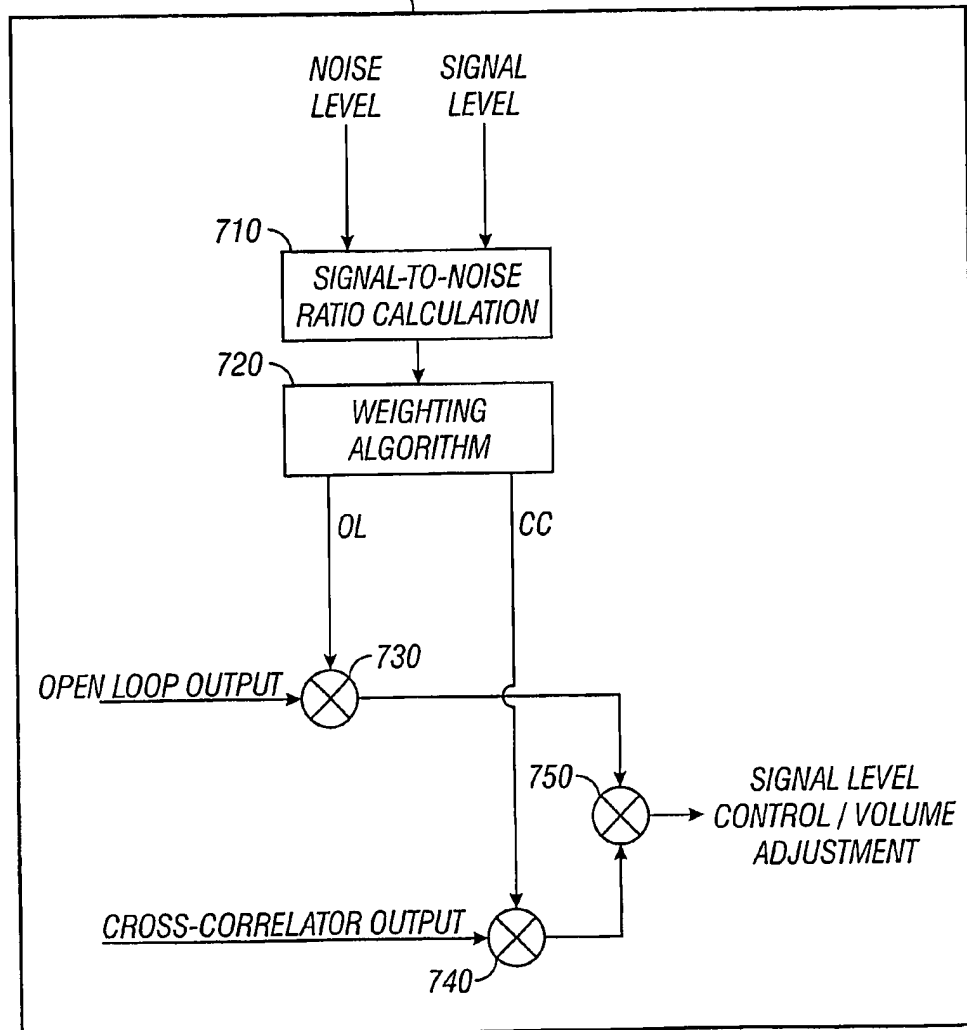 NOISE
LEVEL
SIGNAL
LEVEL
710
SIGNAL-TO-NOISE
RATIO CALCULATION
720
WEIGHTING
ALGORITHM
OL
CC
730
OPEN LOOP OUTPUT
750
SIGNAL LEVEL
CONTROL / VOLUME
ADJUSTMENT
CROSS-CORRELATOR OUTPUT
740